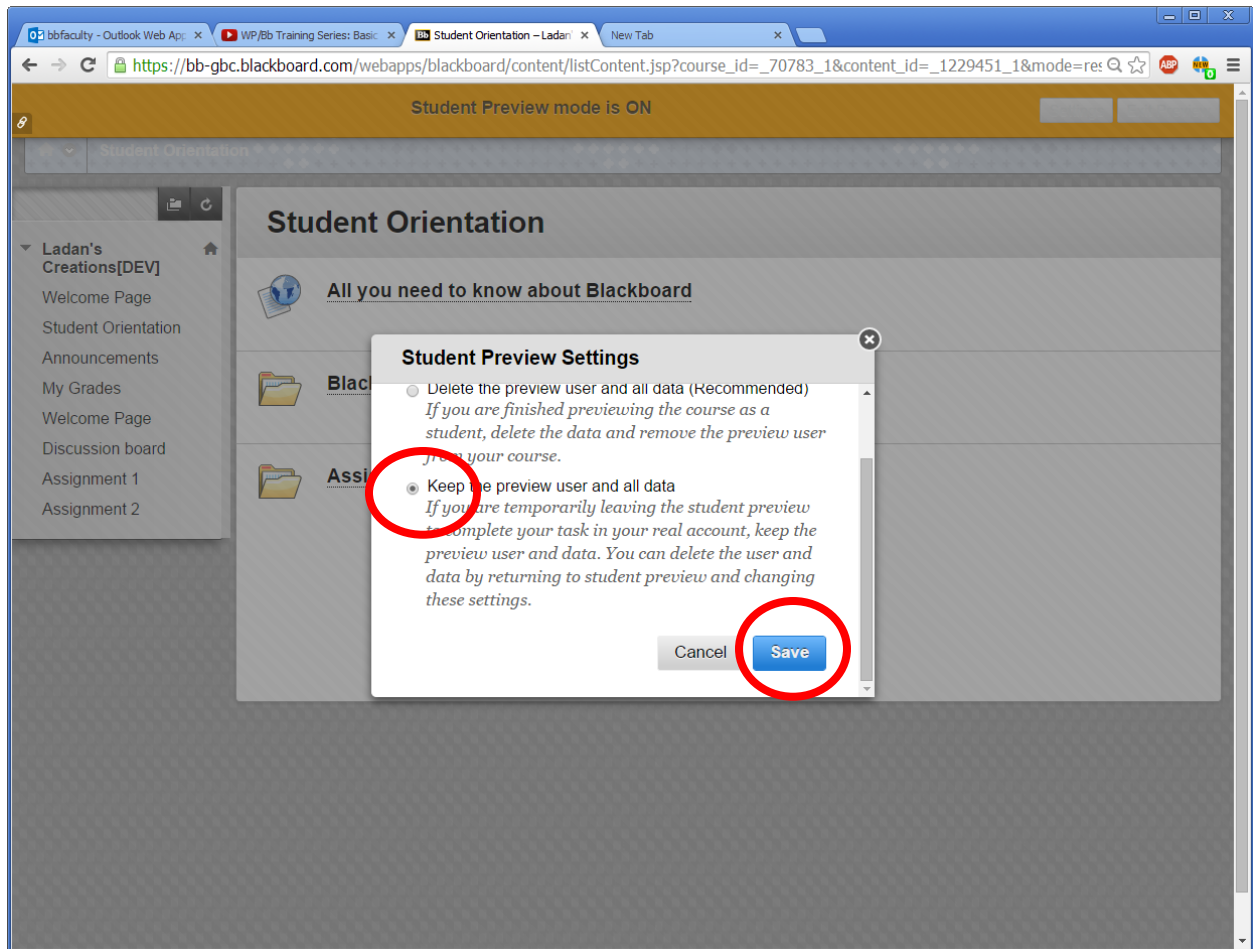 bbfaculty - Outlook Web App
WP/Bb Training Series: Basic
Bb Student Orientation – Ladan'
New Tab
https://bb-gbc.blackboard.com/webapps/blackboard/content/listContent.jsp?course_id=_70783_1&content_id=_1229451_1&mode=res
ABP
NEW
0
Student Preview mode is ON
Student Orientation
Student Orientation
Ladan's
Creations[DEV]
Welcome Page
Student Orientation
Announcements
My Grades
Welcome Page
Discussion board
Assignment 1
Assignment 2
All you need to know about Blackboard
Blac
Assi
Student Preview Settings
Delete the preview user and all data (Recommended)
If you are finished previewing the course as a
student, delete the data and remove the preview user
from your course.
Keep the preview user and all data
If you are temporarily leaving the student preview
to complete your task in your real account, keep the
preview user and data. You can delete the user and
data by returning to student preview and changing
these settings.
Cancel
Save